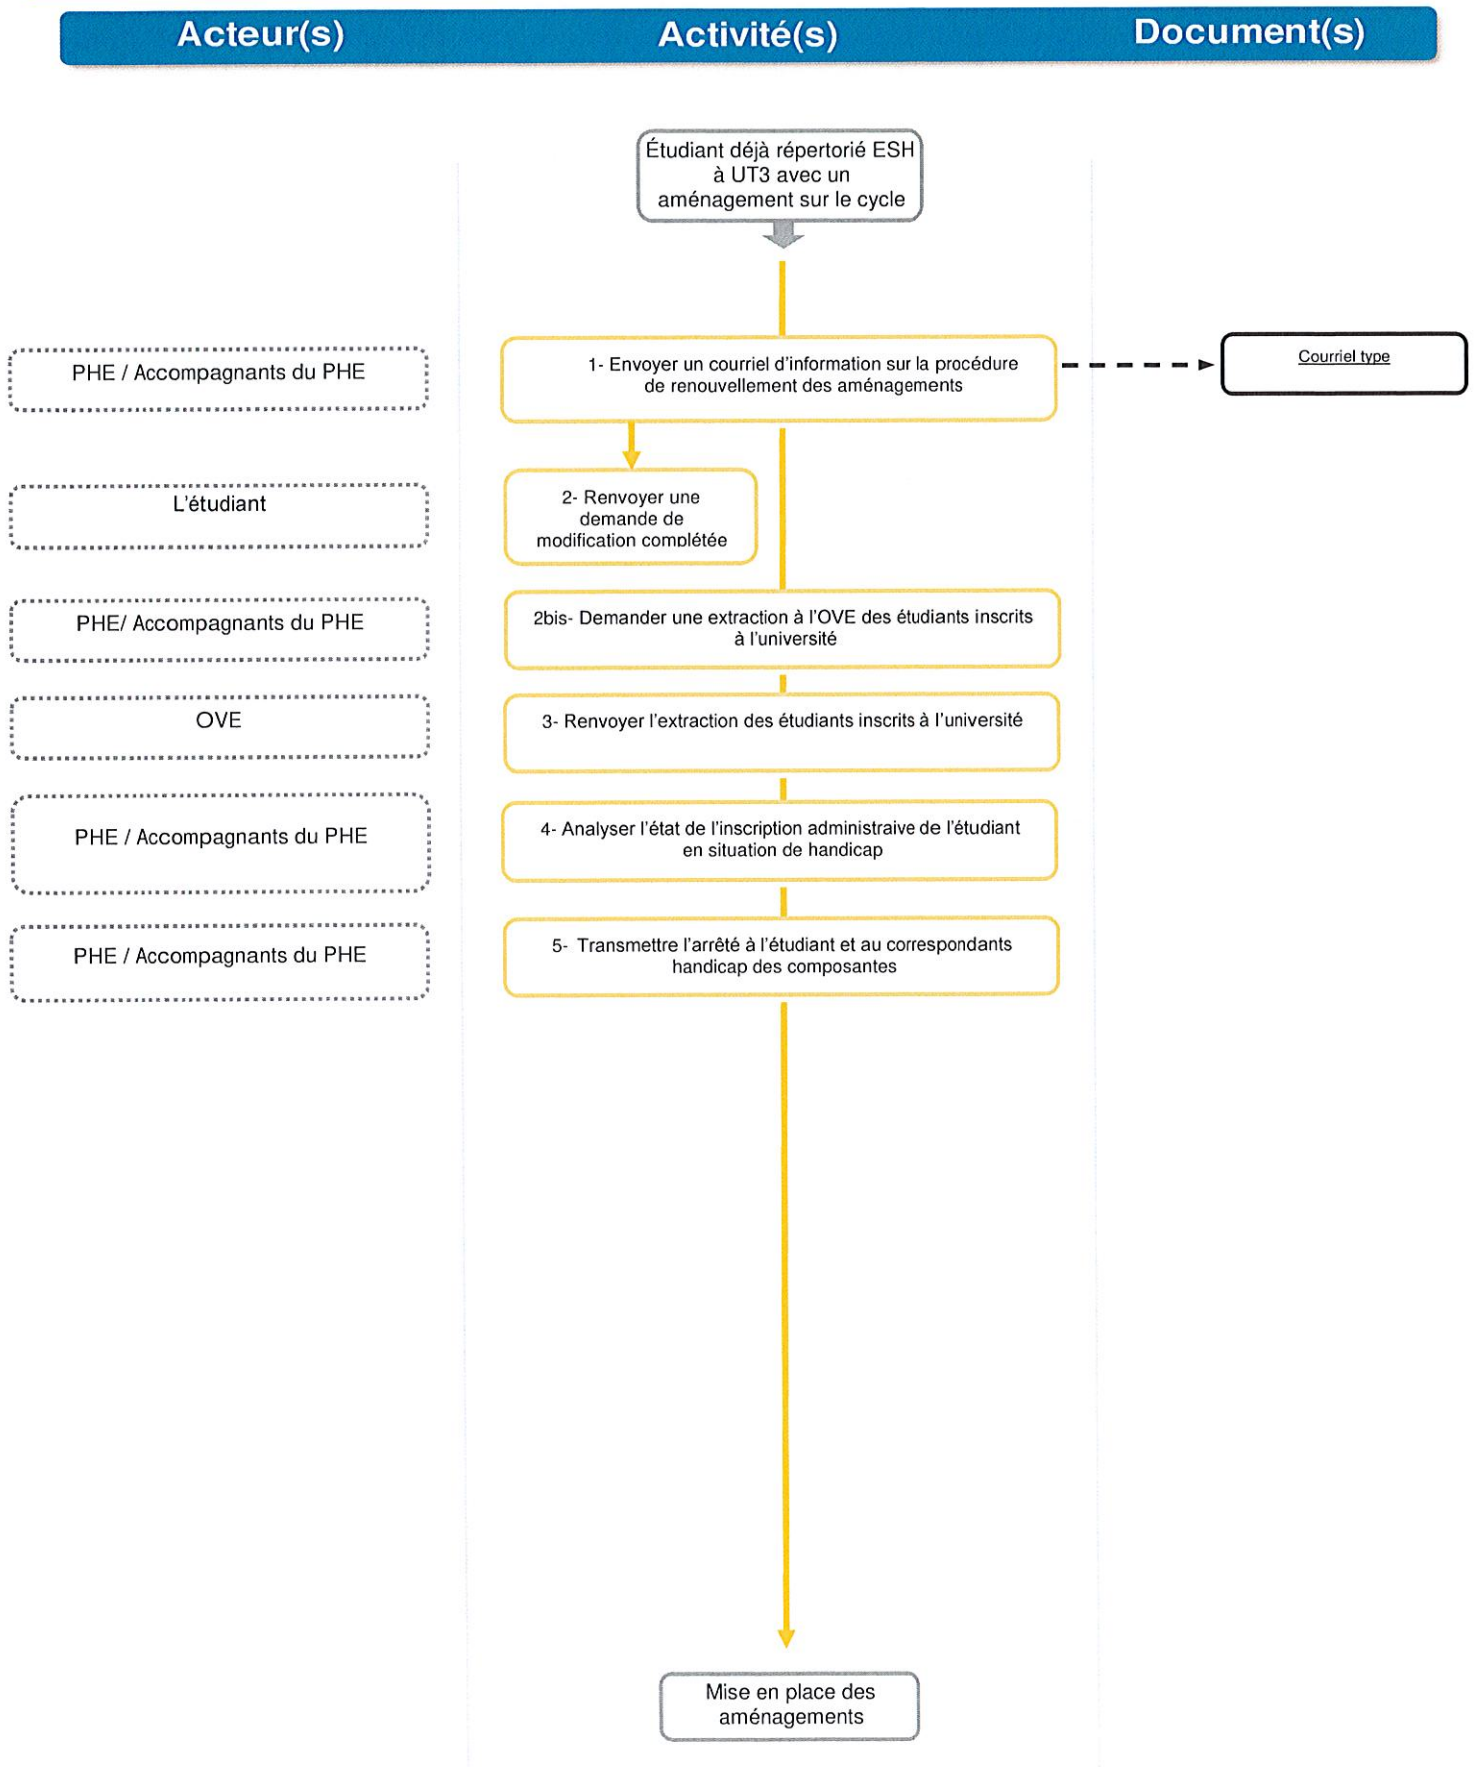 Acteur(s)
Activité(s)
Document(s)
Étudiant déjà répertorié ESH
à UT3 avec un
aménagement sur le cycle
PHE / Accompagnants du PHE
1- Envoyer un courriel d'information sur la procédure
de renouvellement des aménagements
Courriel type
L'étudiant
2- Renvoyer une
demande de
modification complétée
PHE/ Accompagnants du PHE
2bis- Demander une extraction à l'OVE des étudiants inscrits
à l'université
OVE
3- Renvoyer l'extraction des étudiants inscrits à l'université
PHE / Accompagnants du PHE
4- Analyser l'état de l'inscription administraive de l'étudiant
en situation de handicap
PHE / Accompagnants du PHE
5- Transmettre l'arrêté à l'étudiant et au correspondants
handicap des composantes
Mise en place des
aménagements